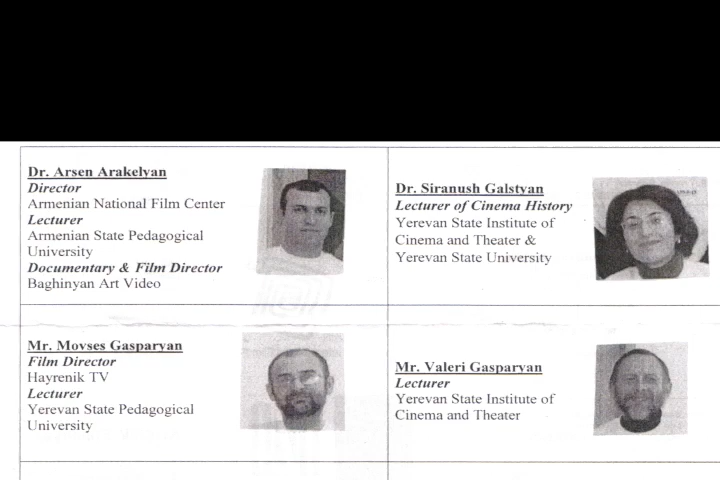 Dr. Arsen Arakelyan
Director
Armenian National Film Center
Lecturer
Armenian State Pedagogical
University
Documentary & Film Director
Baghinyan Art Video
Dr. Siranush Galstyan
Lecturer of Cinema History
Yerevan State Institute of
Cinema and Theater &
Yerevan State University
Mr. Movses Gasparyan
Film Director
Hayrenik TV
Lecturer
Yerevan State Pedagogical
University
Mr. Valeri Gasparyan
Lecturer
Yerevan State Institute of
Cinema and Theater